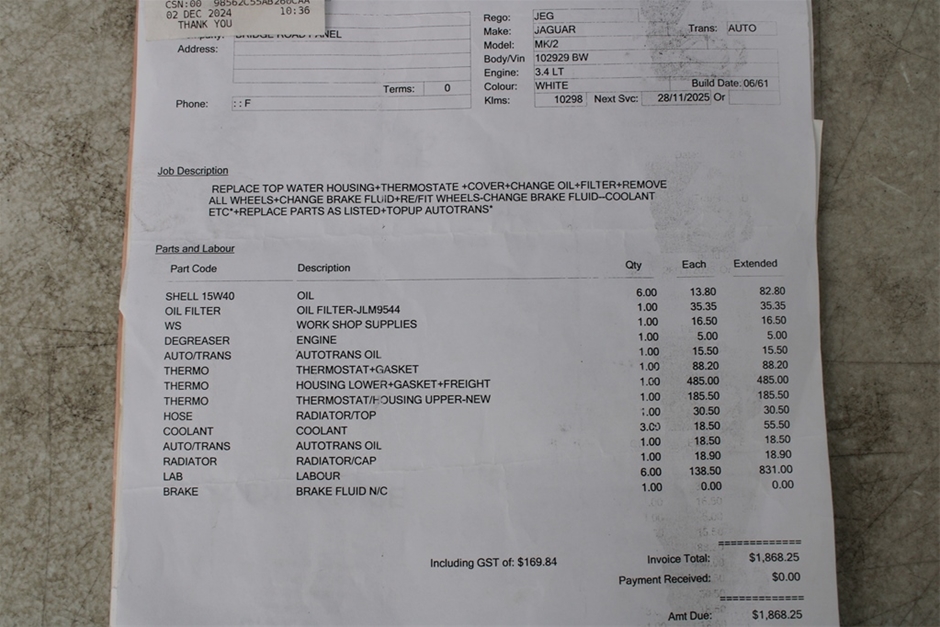 CSN:00 98562C55AB260CAA
02 DEC 2024 10:36
THANK YOU
BRIDGE ROAD PANEL
Address:
Terms: 0
Phone: : : F
Rego: JEG
Make: JAGUAR Trans: AUTO
Model: MK/2
Body/Vin 102929 BW
Engine: 3.4 LT
Colour: WHITE Build Date: 06/61
Klms: 10298 Next Svc: 28/11/2025 Or
Job Description
REPLACE TOP WATER HOUSING+THERMOSTATE +COVER+CHANGE OIL+FILTER+REMOVE
ALL WHEELS+CHANGE BRAKE FLUID+RE/FIT WHEELS-CHANGE BRAKE FLUID--COOLANT
ETC*+REPLACE PARTS AS LISTED+TOPUP AUTOTRANS*
Parts and Labour
Part Code Description Qty Each Extended
SHELL 15W40 OIL 6.00 13.80 82.80
OIL FILTER OIL FILTER-JLM9544 1.00 35.35 35.35
WS WORK SHOP SUPPLIES 1.00 16.50 16.50
DEGREASER ENGINE 1.00 5.00 5.00
AUTO/TRANS AUTOTRANS OIL 1.00 15.50 15.50
THERMO THERMOSTAT+GASKET 1.00 88.20 88.20
THERMO HOUSING LOWER+GASKET+FREIGHT 1.00 485.00 485.00
THERMO THERMOSTAT/HOUSING UPPER-NEW 1.00 185.50 185.50
HOSE RADIATOR/TOP 1.00 30.50 30.50
COOLANT COOLANT 3.00 18.50 55.50
AUTO/TRANS AUTOTRANS OIL 1.00 18.50 18.50
RADIATOR RADIATOR/CAP 1.00 18.90 18.90
LAB LABOUR 6.00 138.50 831.00
BRAKE BRAKE FLUID N/C 1.00 0.00 0.00
Including GST of: $169.84 Invoice Total: $1,868.25
Payment Received: $0.00
Amt Due: $1,868.25